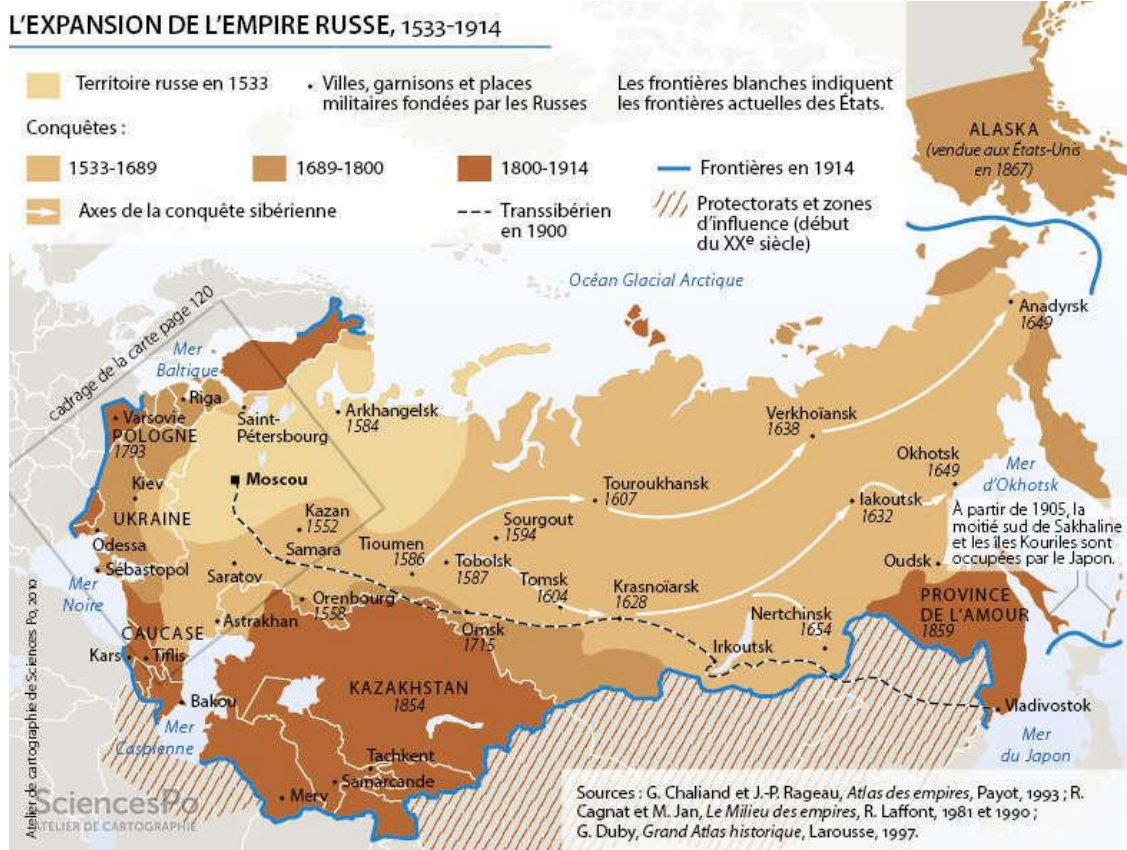 L'EXPANSION DE L'EMPIRE RUSSE, 1533-1914
Territoire russe en 1533
• Villes, garnisons et places
militaires fondées par les Russes
Les frontières blanches indiquent
les frontières actuelles des États.
Conquêtes :
1533-1689
1689-1800
1800-1914
Frontières en 1914
Axes de la conquête sibérienne
Transsibérien
en 1900
Protectorats et zones
d'influence (début
du XXe siècle)
ALASKA
(vendue aux États-Unis
en 1867)
Océan Glacial Arctique
cadrage de la carte page 120
Mer
Baltique
Anadyrsk
1649
Riga
Varsovie
POLOGNE
1793
Saint-
Pétersbourg
Arkhangelsk
1584
Verkhoïansk
1638
Okhotsk
1649
Mer
d'Okhotsk
Moscou
Kiev
Touroukhansk
1607
Iakoutsk
1632
À partir de 1905, la
moitié sud de Sakhaline
et les îles Kouriles sont
occupées par le Japon.
UKRAINE
Kazan
1552
Sourgout
1594
Odessa
Samara
Tioumen
1586
Tobolsk
1587
Sébastopol
Saratov
Tomsk
1604
Krasnoïarsk
1628
Oudsk
Mer
Noire
Orenbourg
1558
Nertchinsk
1654
PROVINCE
DE L'AMOUR
1859
Astrakhan
CAUCASE
Omsk
1715
Irkoutsk
Kars
Tiflis
KAZAKHSTAN
1854
Bakou
Vladivostok
Mer
Caspienne
Mer
du Japon
Tachkent
Samarcande
Merv
Sources : G. Chaliand et J.-P. Rageau, Atlas des empires, Payot, 1993 ; R.
Cagnat et M. Jan, Le Milieu des empires, R. Laffont, 1981 et 1990 ;
G. Duby, Grand Atlas historique, Larousse, 1997.
Atelier de cartographie de Sciences Po, 2010
SciencesPo
ATELIER DE CARTOGRAPHIE